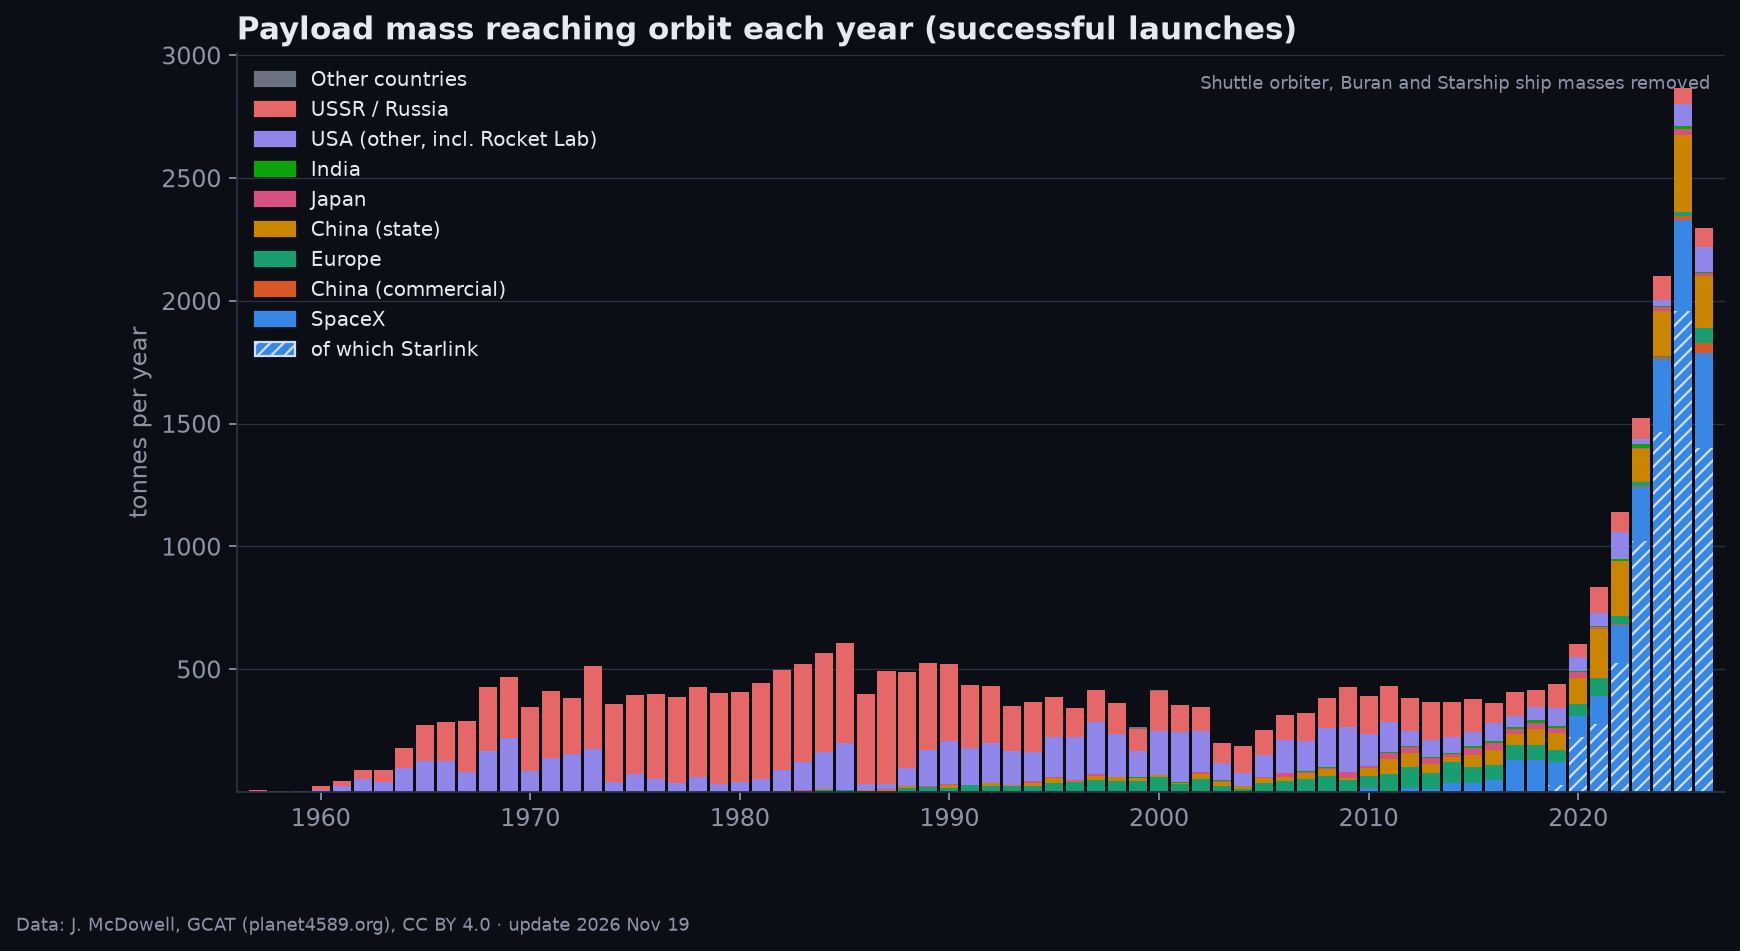 Payload mass reaching orbit each year (successful launches)
3000
Shuttle orbiter, Buran and Starship ship masses removed
Other countries
USSR / Russia
USA (other, incl. Rocket Lab)
India
Japan
China (state)
Europe
China (commercial)
SpaceX
of which Starlink
2500
2000
1500
1000
500
tonnes per year
1960 1970 1980 1990 2000 2010 2020
Data: J. McDowell, GCAT (planet4589.org), CC BY 4.0 · update 2026 Nov 19